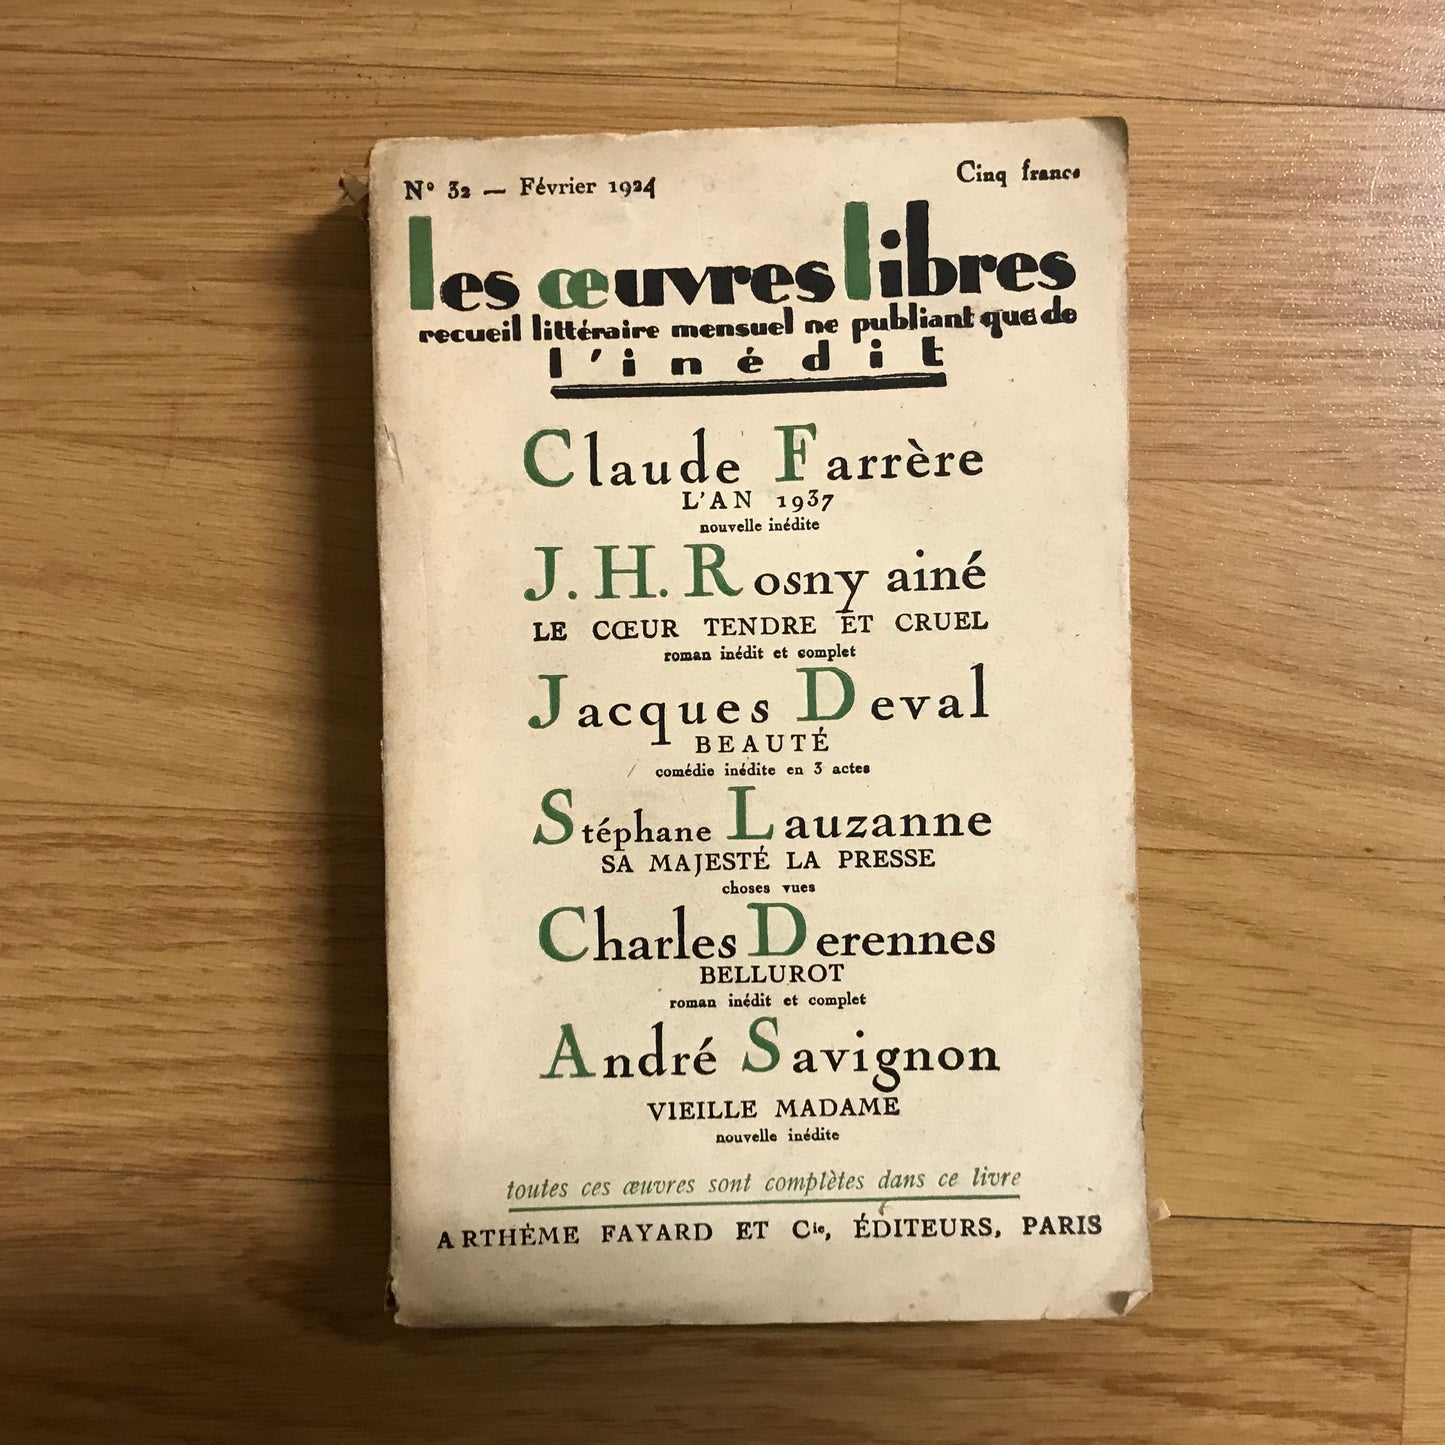 N° 32 — Février 1924
Cinq francs
les œuvres libres
recueil littéraire mensuel ne publiant que de
l'inédit
Claude Farrère
L'AN 1937
nouvelle inédite
J. H. Rosny ainé
LE CŒUR TENDRE ET CRUEL
roman inédit et complet
Jacques Deval
BEAUTÉ
comédie inédite en 3 actes
Stéphane Lauzanne
SA MAJESTÉ LA PRESSE
choses vues
Charles Derennes
BELLUROT
roman inédit et complet
André Savignon
VIEILLE MADAME
nouvelle inédite
toutes ces œuvres sont complètes dans ce livre
ARTHÈME FAYARD ET Cie, ÉDITEURS, PARIS